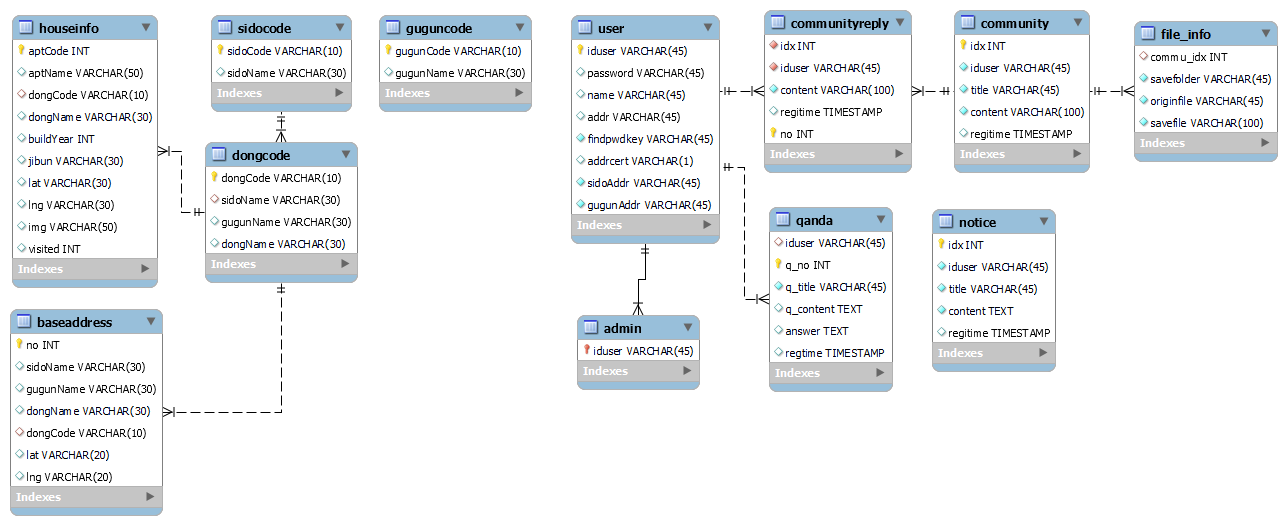 houseinfo
aptCode INT
aptName VARCHAR(50)
dongCode VARCHAR(10)
dongName VARCHAR(30)
buildYear INT
jibun VARCHAR(30)
lat VARCHAR(30)
lng VARCHAR(30)
img VARCHAR(50)
visited INT
Indexes
sidocode
sidoCode VARCHAR(10)
sidoName VARCHAR(30)
Indexes
guguncode
gugunCode VARCHAR(10)
gugunName VARCHAR(30)
Indexes
dongcode
dongCode VARCHAR(10)
sidoName VARCHAR(30)
gugunName VARCHAR(30)
dongName VARCHAR(30)
Indexes
baseaddress
no INT
sidoName VARCHAR(30)
gugunName VARCHAR(30)
dongName VARCHAR(30)
dongCode VARCHAR(10)
lat VARCHAR(20)
lng VARCHAR(20)
Indexes
user
iduser VARCHAR(45)
password VARCHAR(45)
name VARCHAR(45)
addr VARCHAR(45)
findpwdkey VARCHAR(45)
addrcert VARCHAR(1)
sidoAddr VARCHAR(45)
gugunAddr VARCHAR(45)
Indexes
admin
iduser VARCHAR(45)
Indexes
communityreply
idx INT
iduser VARCHAR(45)
content VARCHAR(100)
regitime TIMESTAMP
no INT
Indexes
community
idx INT
iduser VARCHAR(45)
title VARCHAR(45)
content VARCHAR(100)
regitime TIMESTAMP
Indexes
file_info
commu_idx INT
savefolder VARCHAR(45)
originfile VARCHAR(45)
savefile VARCHAR(100)
Indexes
qanda
iduser VARCHAR(45)
q_no INT
q_title VARCHAR(45)
q_content TEXT
answer TEXT
regtime TIMESTAMP
Indexes
notice
idx INT
iduser VARCHAR(45)
title VARCHAR(45)
content TEXT
regitime TIMESTAMP
Indexes